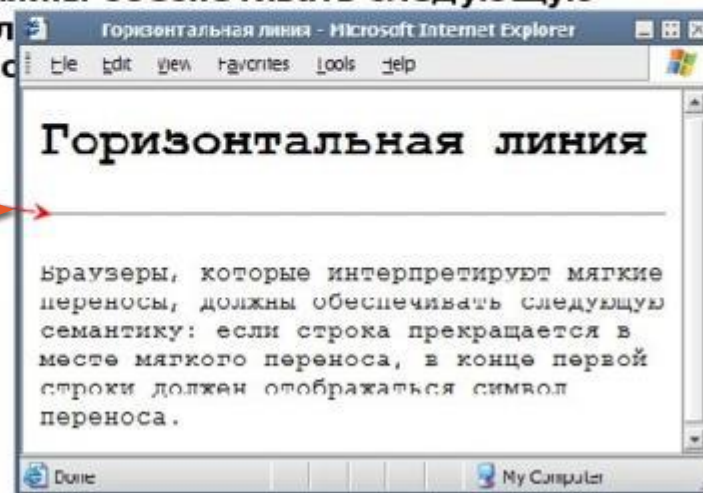 обеспечивать следующую
Горизонтальная линия - Microsoft Internet Explorer
File Edit View Favorites Tools Help
Горизонтальная линия
Браузеры, которые интерпретируют мягкие
переносы, должны обеспечивать следующую
семантику: если строка прекращается в
месте мягкого переноса, в конце первой
строки должен отображаться символ
переноса.
Done My Computer